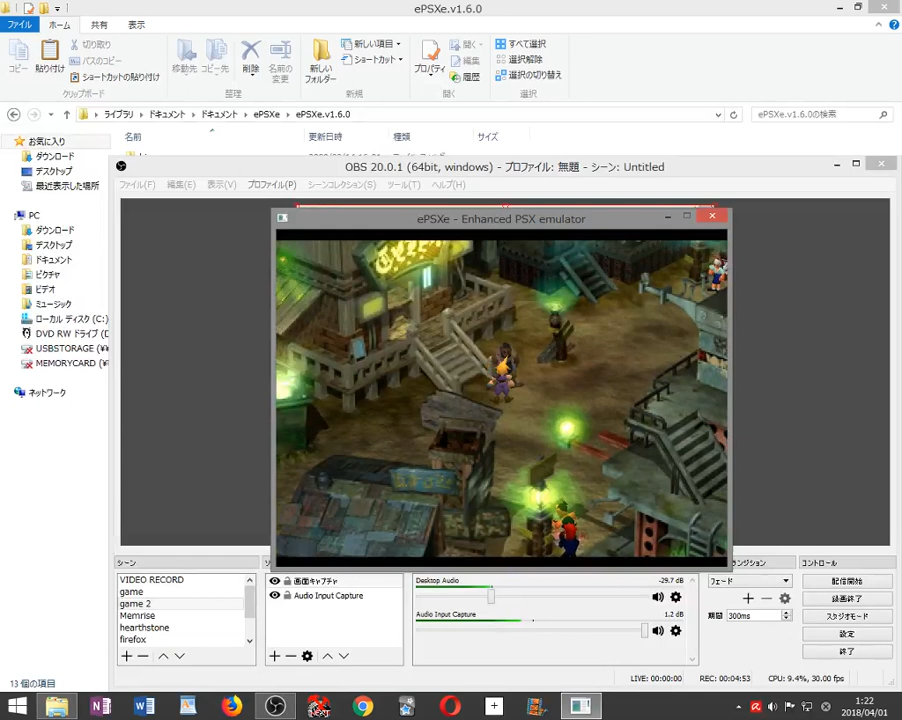 ePSXe.v1.6.0
ファイル
ホーム
共有
表示
コピー
貼り付け
切り取り
パスのコピー
ショートカットの貼り付け
クリップボード
移動先
コピー先
削除
名前の
変更
整理
新しい
フォルダー
新しい項目
ショートカット
新規
プロパティ
開く
編集
履歴
開く
すべて選択
選択解除
選択の切り替え
選択
ライブラリ ▸ ドキュメント ▸ ドキュメント ▸ ePSXe ▸ ePSXe.v1.6.0
ePSXe.v1.6.0の検索
名前 更新日時 種類 サイズ
お気に入り
ダウンロード
デスクトップ
最近表示した場所
PC
ダウンロード
デスクトップ
ドキュメント
ピクチャ
ビデオ
ミュージック
ローカル ディスク (C:)
DVD RW ドライブ (D
USBSTORAGE (¥
MEMORYCARD (¥
ネットワーク
13 個の項目
OBS 20.0.1 (64bit, windows) - プロファイル: 無題 - シーン: Untitled
ファイル(F) 編集(E) 表示(V) プロファイル(P) シーンコレクション(S) ツール(T) ヘルプ(H)
ePSXe - Enhanced PSX emulator
シーン
VIDEO RECORD
game
game 2
Memrise
hearthstone
firefox
画面キャプチャ
Audio Input Capture
Desktop Audio -29.7 dB
Audio Input Capture 1.2 dB
フェード
期間 300ms
コントロール
配信開始
録画終了
スタジオモード
設定
終了
LIVE: 00:00:00 REC: 00:04:53 CPU: 9.4%, 30.00 fps
1:22
2018/04/01